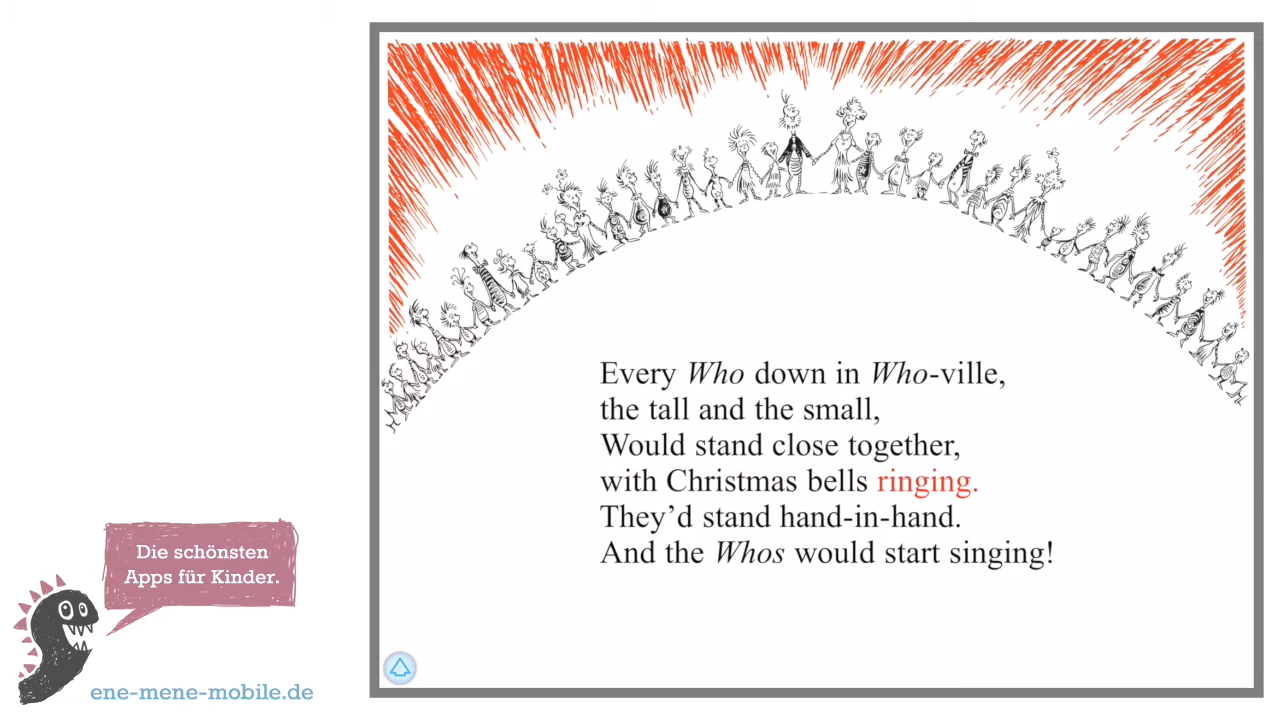 Every Who down in Who-ville,
the tall and the small,
Would stand close together,
with Christmas bells ringing.
They’d stand hand-in-hand.
And the Whos would start singing!
Die schönsten
Apps für Kinder.
ene-mene-mobile.de